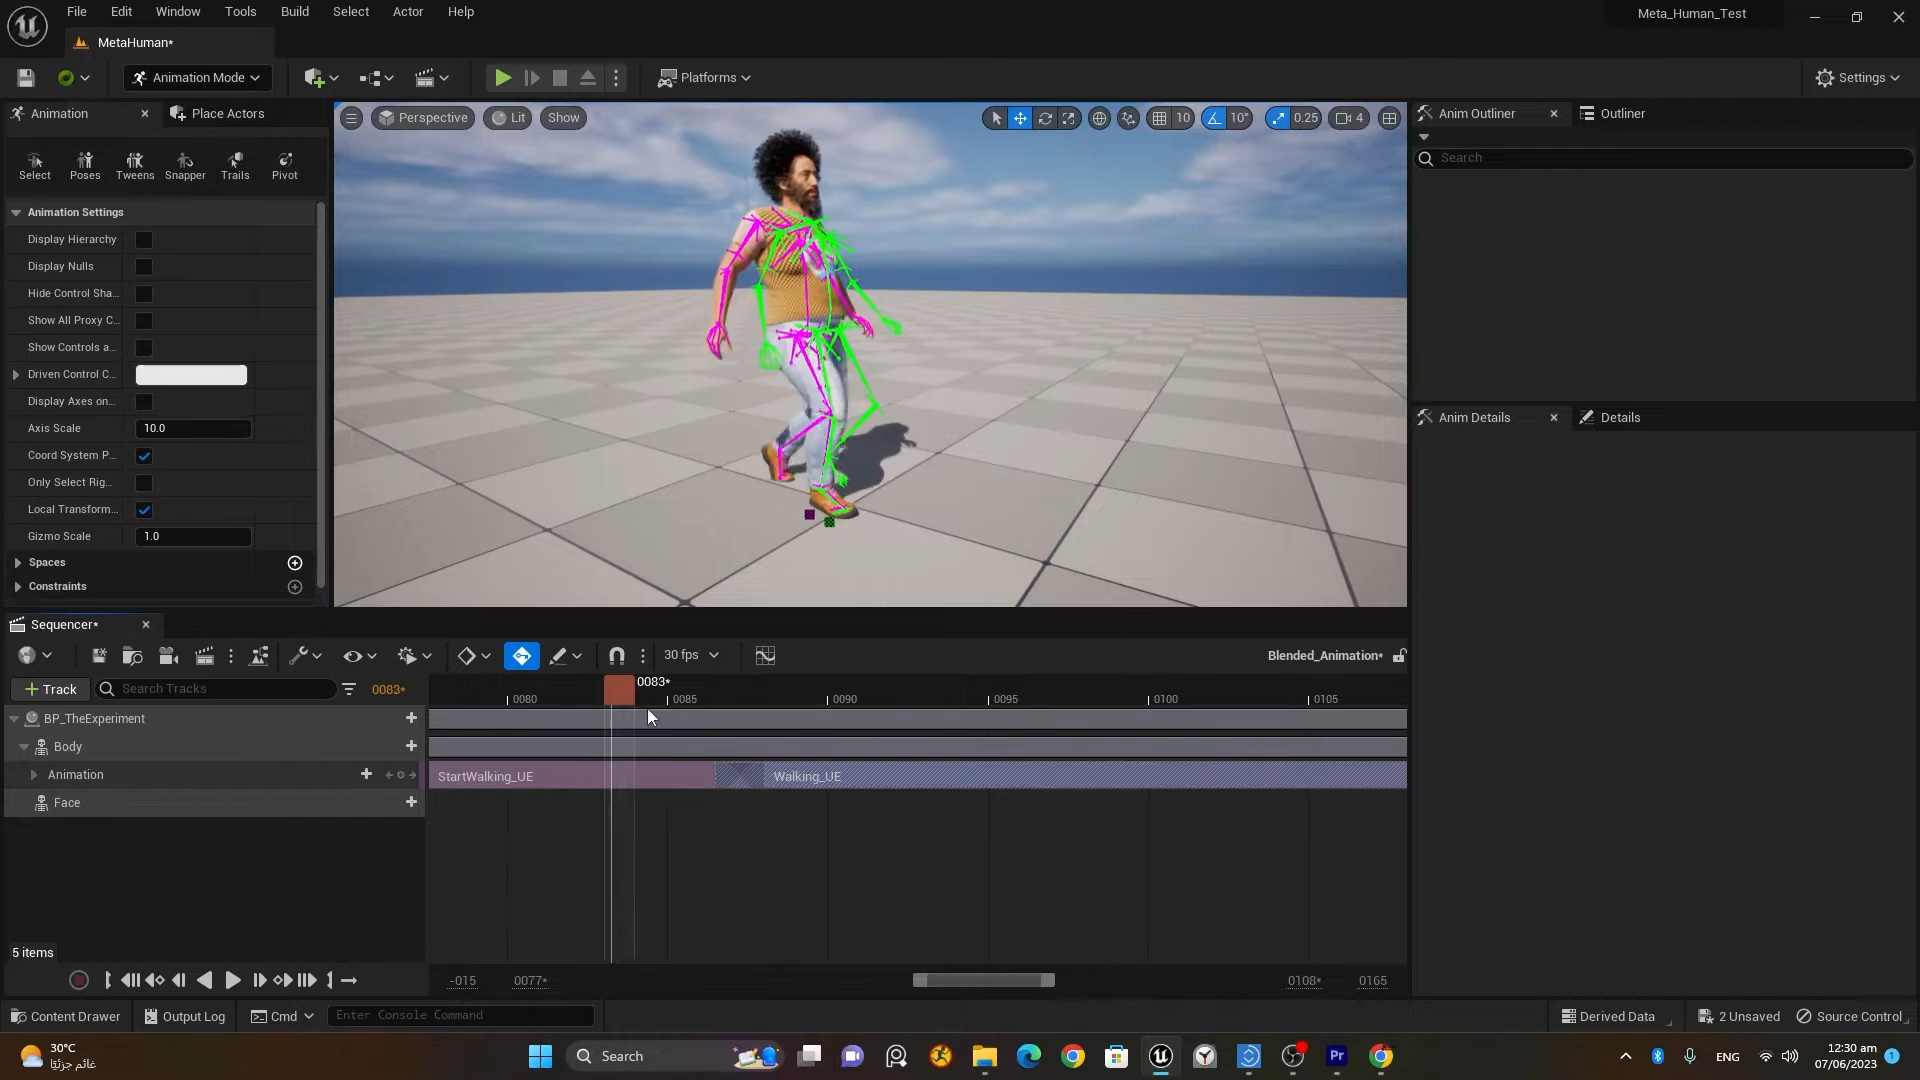 File Edit Window Tools Build Select Actor Help
Meta_Human_Test
MetaHuman*
Animation Mode
Platforms
Settings
Animation
Place Actors
Perspective
Lit
Show
10
10°
0.25
4
Anim Outliner
Outliner
Search
Select
Poses
Tweens
Snapper
Trails
Pivot
Animation Settings
Display Hierarchy
Display Nulls
Hide Control Sha...
Show All Proxy C...
Show Controls a...
Driven Control C...
Display Axes on...
Axis Scale 10.0
Coord System P...
Only Select Rig...
Local Transform...
Gizmo Scale 1.0
Spaces
Constraints
Anim Details
Details
Sequencer*
30 fps
Blended_Animation*
Track
Search Tracks
0083*
0083*
0080 0085 0090 0095 0100 0105
BP_TheExperiment
Body
Animation
StartWalking_UE
Walking_UE
Face
5 items
-015 0077* 0108* 0165
Content Drawer
Output Log
Cmd
Enter Console Command
Derived Data
2 Unsaved
Source Control
30°C
غائم جزئيًا
Search
Pr
ENG
12:30 am
07/06/2023
1